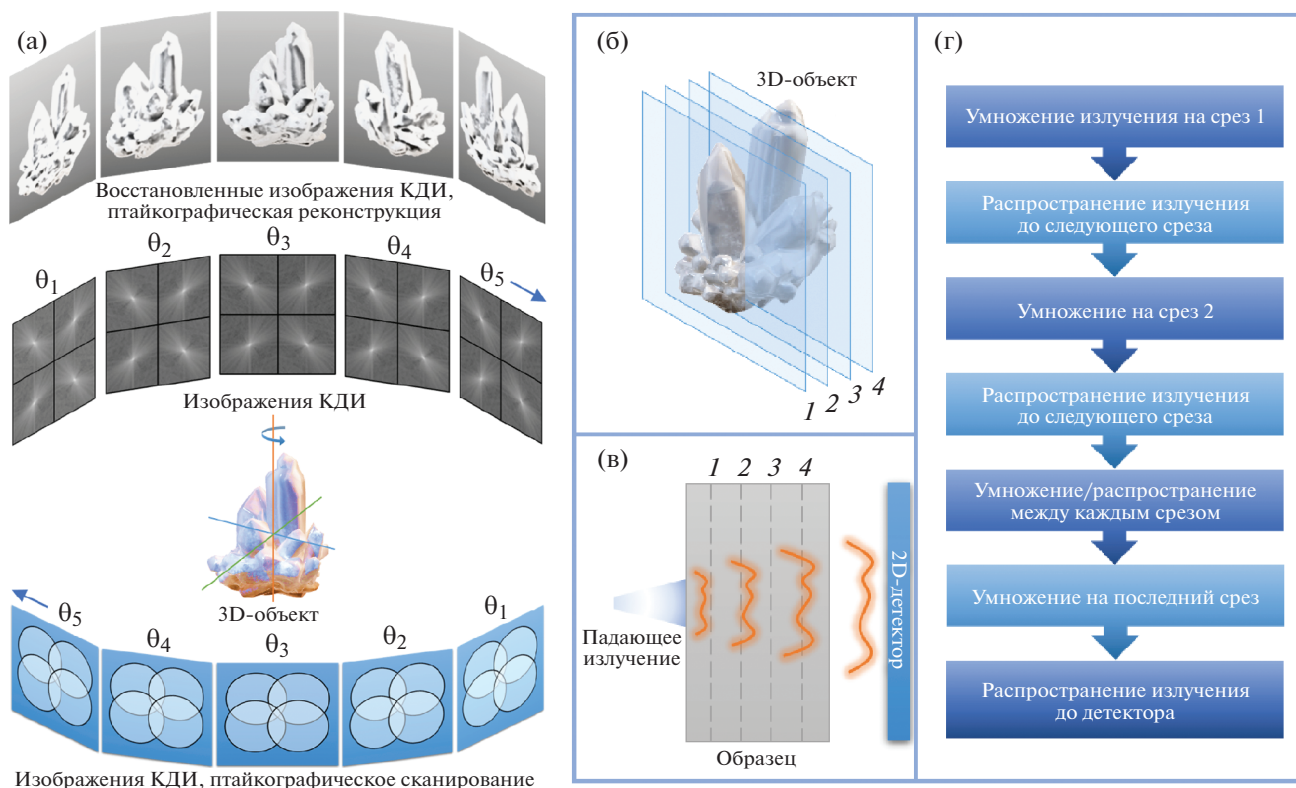 (а)
Восстановленные изображения КДИ,
птайкографическая реконструкция
θ1
θ2
θ3
θ4
θ5
Изображения КДИ
3D-объект
θ5
θ4
θ3
θ2
θ1
Изображения КДИ, птайкографическое сканирование
(б)
3D-объект
1 2 3 4
(в)
1 2 3 4
Падающее
излучение
2D-детектор
Образец
(г)
Умножение излучения на срез 1
Распространение излучения
до следующего среза
Умножение на срез 2
Распространение излучения
до следующего среза
Умножение/распространение
между каждым срезом
Умножение на последний срез
Распространение излучения
до детектора